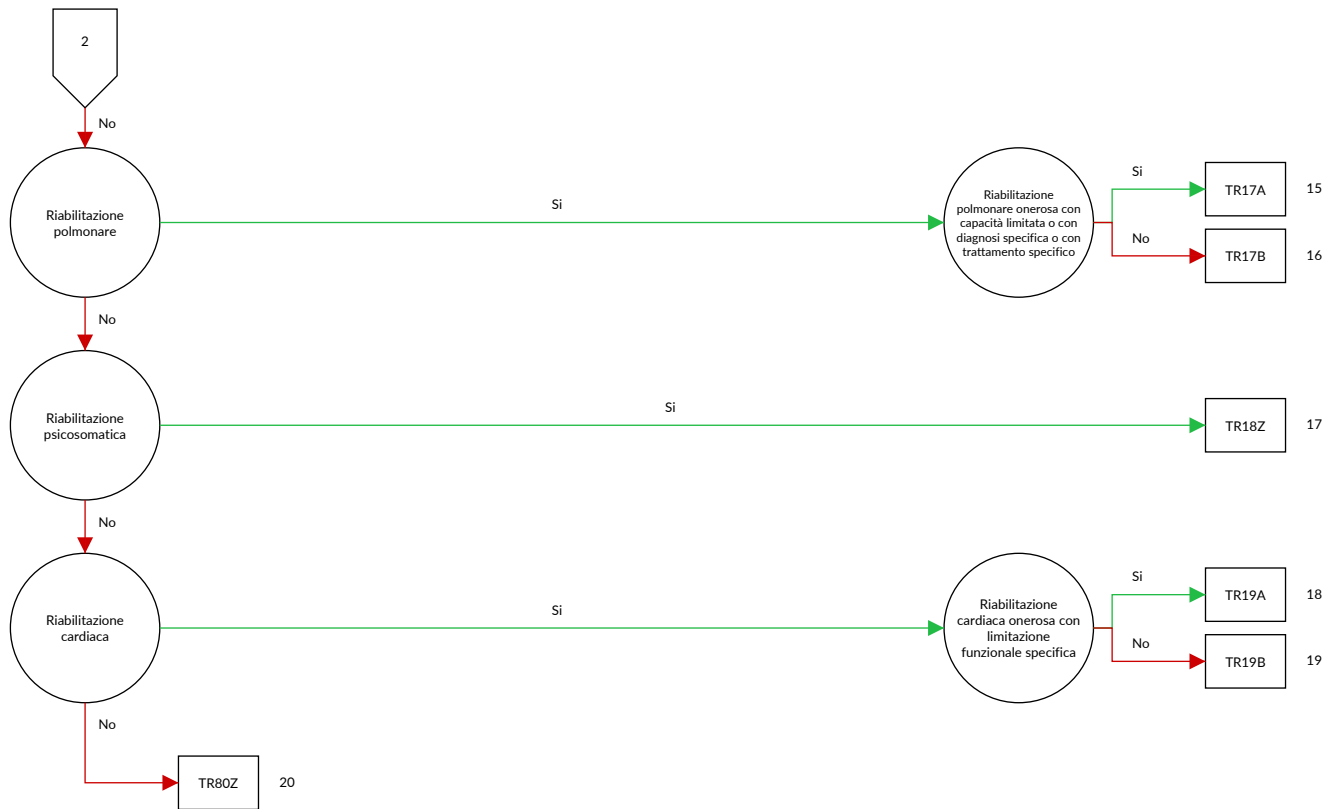 2
No
Riabilitazione
polmonare
Si
Riabilitazione
polmonare onerosa con
capacità limitata o con
diagnosi specifica o con
trattamento specifico
Si
TR17A
15
No
TR17B
16
No
Riabilitazione
psicosomatica
Si
TR18Z
17
No
Riabilitazione
cardiaca
Si
Riabilitazione
cardiaca onerosa con
limitazione
funzionale specifica
Si
TR19A
18
No
TR19B
19
No
TR80Z
20